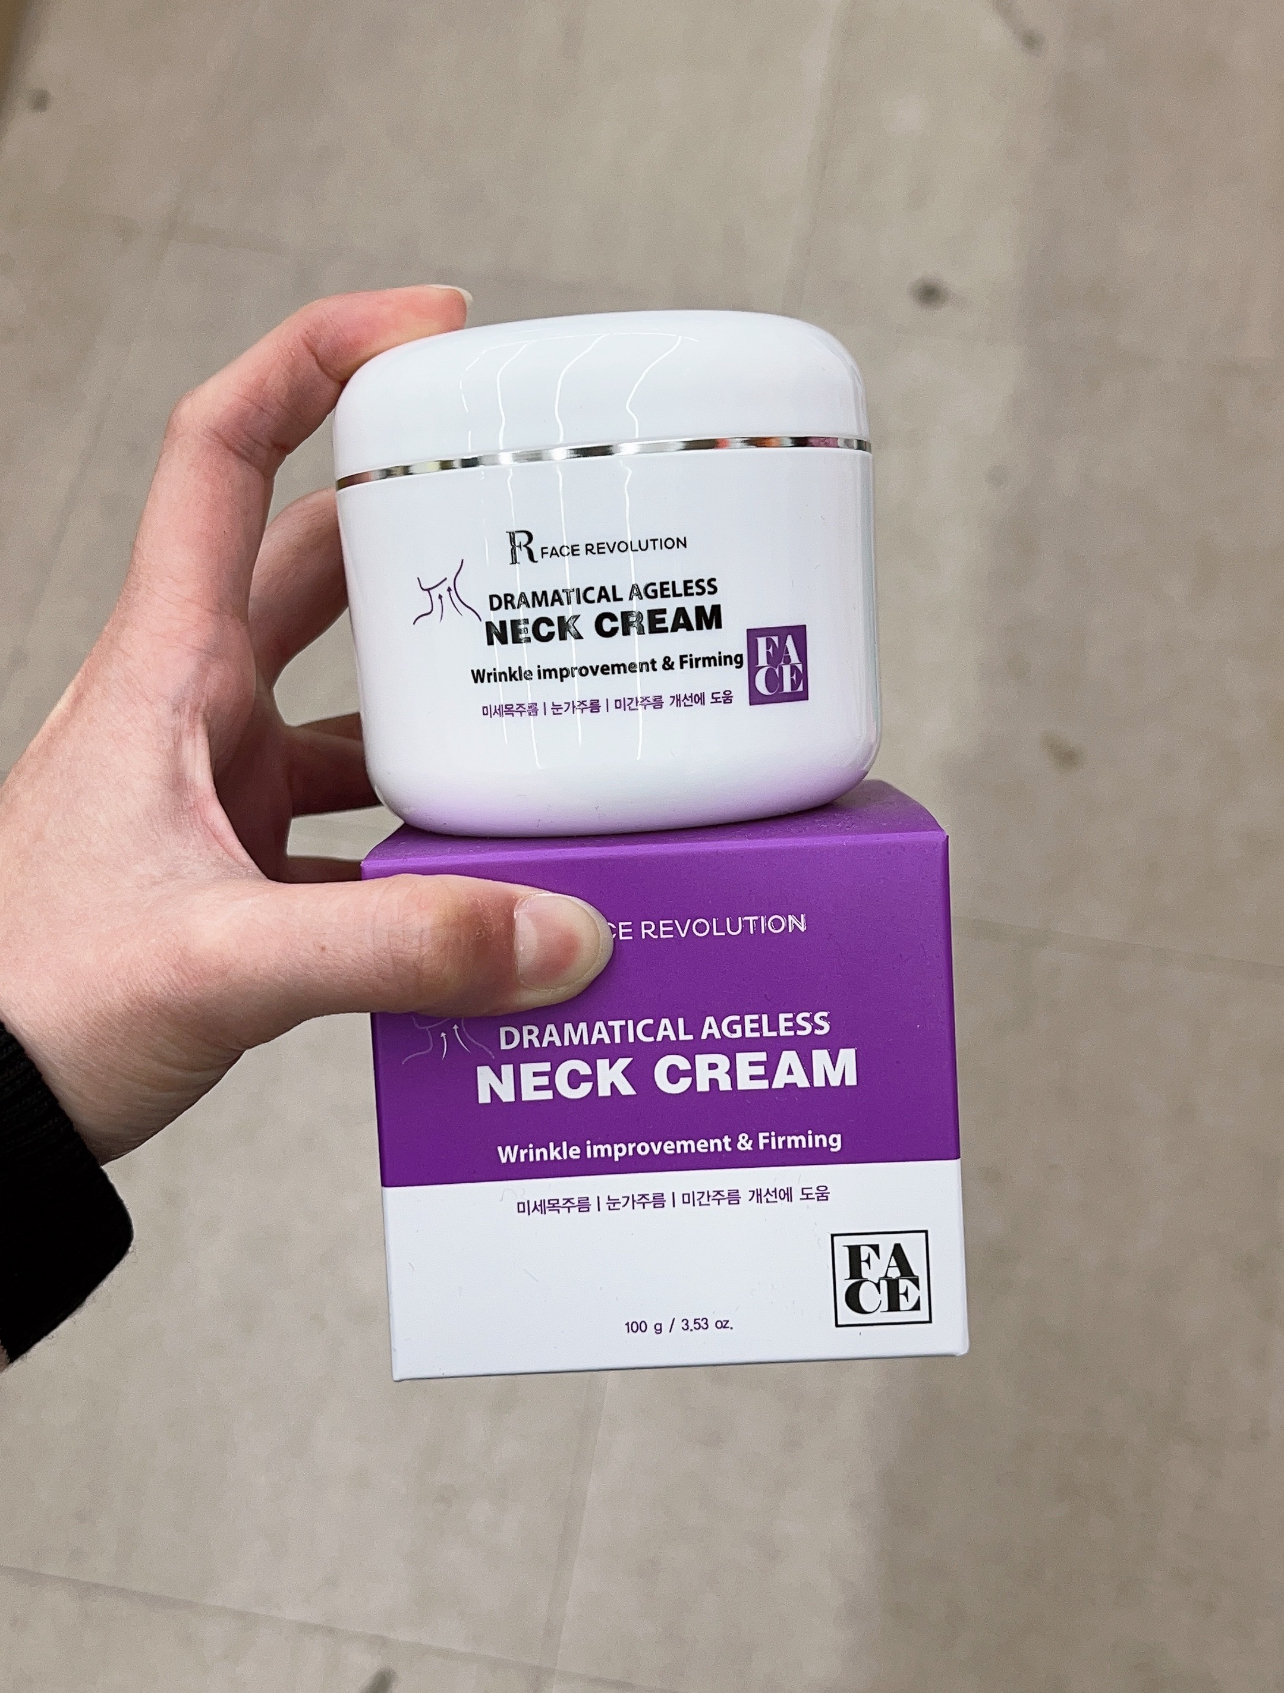 R FACE REVOLUTION
DRAMATICAL AGELESS
NECK CREAM
Wrinkle improvement & Firming
미세목주름 | 눈가주름 | 미간주름 개선에 도움
FA
CE
REVOLUTION
DRAMATICAL AGELESS
NECK CREAM
Wrinkle improvement & Firming
미세목주름 | 눈가주름 | 미간주름 개선에 도움
FA
CE
100 g / 3.53 oz.